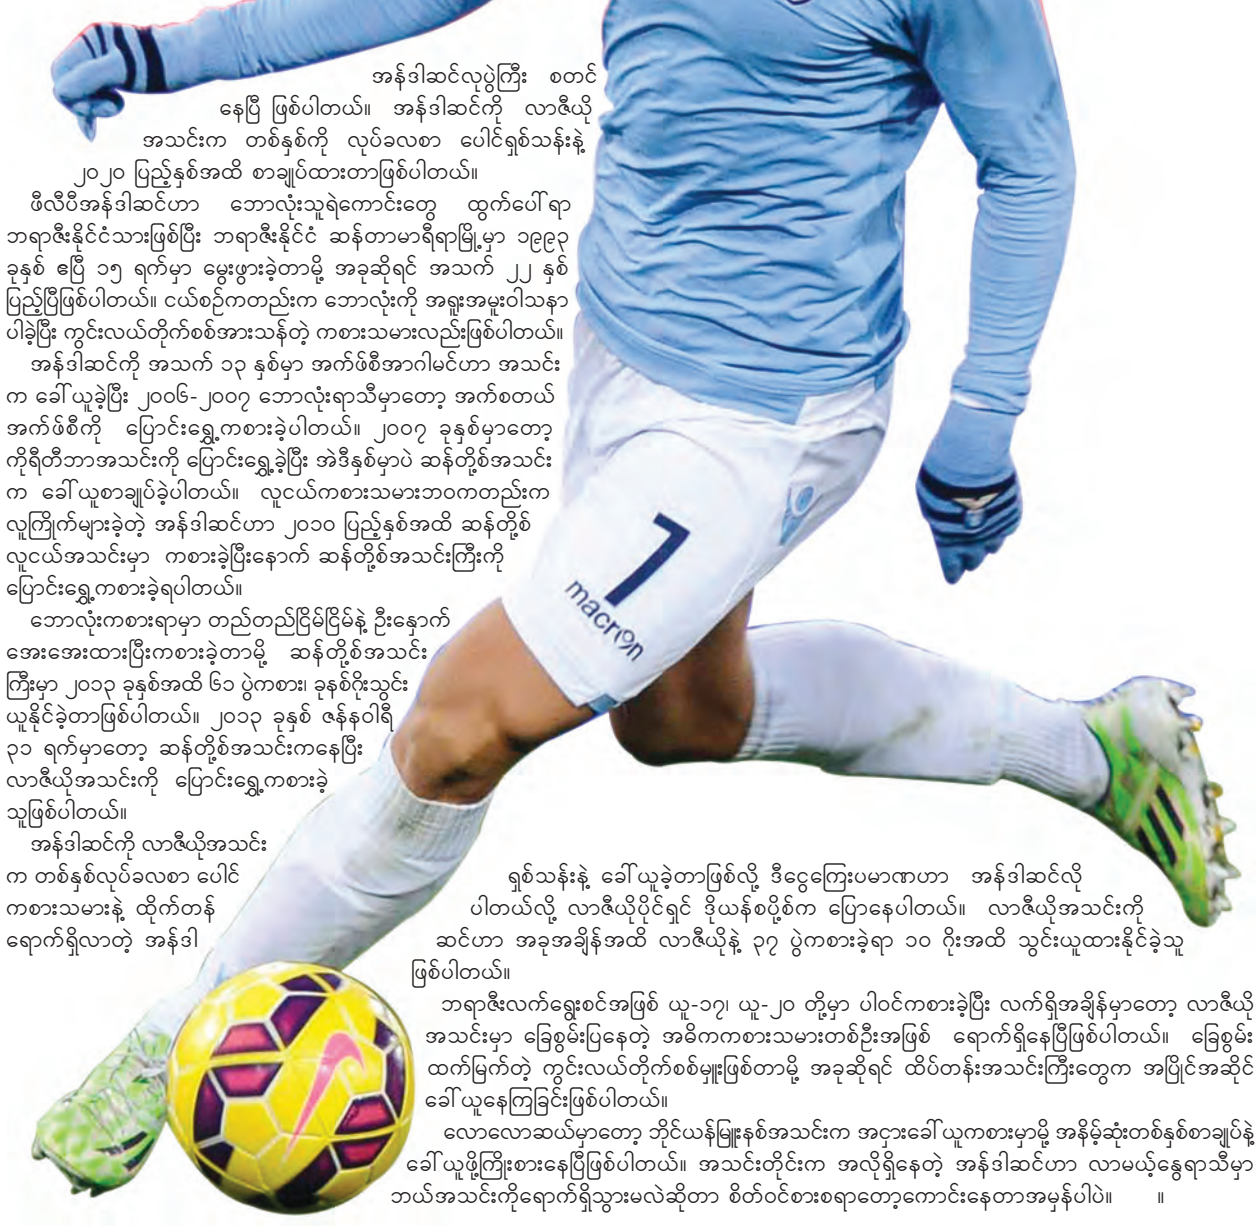 အန်ဒါဆင်လုပွဲကြီး စတင်
နေပြီ ဖြစ်ပါတယ်။ အန်ဒါဆင်ကို လာဇီယို
အသင်းက တစ်နှစ်ကို လုပ်ခလစာ ပေါင်ရှစ်သန်းနဲ့
၂၀၂၀ ပြည့်နှစ်အထိ စာချုပ်ထားတာဖြစ်ပါတယ်။
ဖီလီပီအန်ဒါဆင်ဟာ ဘောလုံးသူရဲကောင်းတွေ ထွက်ပေါ်ရာ
ဘရာဇီးနိုင်ငံသားဖြစ်ပြီး ဘရာဇီးနိုင်ငံ ဆန်တာမာရီရာမြို့မှာ ၁၉၉၃
ခုနှစ် ဧပြီ ၁၅ ရက်မှာ မွေးဖွားခဲ့တာမို့ အခုဆိုရင် အသက် ၂၂ နှစ်
ပြည့်ပြီဖြစ်ပါတယ်။ ငယ်စဉ်ကတည်းက ဘောလုံးကို အရူးအမူးဝါသနာ
ပါခဲ့ပြီး ကွင်းလယ်တိုက်စစ်အားသန်တဲ့ ကစားသမားလည်းဖြစ်ပါတယ်။
အန်ဒါဆင်ကို အသက် ၁၃ နှစ်မှာ အက်ဖ်စီအာဂါမင်ဟာ အသင်း
က ခေါ်ယူခဲ့ပြီး ၂၀၀၆-၂၀၀၇ ဘောလုံးရာသီမှာတော့ အက်စတယ်
အက်ဖ်စီကို ပြောင်းရွှေ့ကစားခဲ့ပါတယ်။ ၂၀၀၇ ခုနှစ်မှာတော့
ကိုရီတီဘာအသင်းကို ပြောင်းရွှေ့ခဲ့ပြီး အဲဒီနှစ်မှာပဲ ဆန်တို့စ်အသင်း
က ခေါ်ယူစာချုပ်ခဲ့ပါတယ်။ လူငယ်ကစားသမားဘဝကတည်းက
လူကြိုက်များခဲ့တဲ့ အန်ဒါဆင်ဟာ ၂၀၁၀ ပြည့်နှစ်အထိ ဆန်တို့စ်
လူငယ်အသင်းမှာ ကစားခဲ့ပြီးနောက် ဆန်တို့စ်အသင်းကြီးကို
ပြောင်းရွှေ့ကစားခဲ့ရပါတယ်။
ဘောလုံးကစားရာမှာ တည်တည်ငြိမ်ငြိမ်နဲ့ ဦးနှောက်
အေးအေးထားပြီးကစားခဲ့တာမို့ ဆန်တို့စ်အသင်း
ကြီးမှာ ၂၀၁၃ ခုနှစ်အထိ ၆၁ ပွဲကစား၊ ခုနစ်ဂိုးသွင်း
ယူနိုင်ခဲ့တာဖြစ်ပါတယ်။ ၂၀၁၃ ခုနှစ် ဇန်နဝါရီ
၃၁ ရက်မှာတော့ ဆန်တို့စ်အသင်းကနေပြီး
လာဇီယိုအသင်းကို ပြောင်းရွှေ့ကစားခဲ့
သူဖြစ်ပါတယ်။
အန်ဒါဆင်ကို လာဇီယိုအသင်း
က တစ်နှစ်လုပ်ခလစာ ပေါင် ရှစ်သန်းနဲ့ ခေါ်ယူခဲ့တာဖြစ်လို့ ဒီငွေကြေးပမာဏဟာ အန်ဒါဆင်လို
ကစားသမားနဲ့ ထိုက်တန် ပါတယ်လို့ လာဇီယိုပိုင်ရှင် ဒိုယန်စပို့စ်က ပြောနေပါတယ်။ လာဇီယိုအသင်းကို
ရောက်ရှိလာတဲ့ အန်ဒါ ဆင်ဟာ အခုအချိန်အထိ လာဇီယိုနဲ့ ၃၇ ပွဲကစားခဲ့ရာ ၁၀ ဂိုးအထိ သွင်းယူထားနိုင်ခဲ့သူ
ဖြစ်ပါတယ်။
ဘရာဇီးလက်ရွေးစင်အဖြစ် ယူ-၁၇၊ ယူ-၂၀ တို့မှာ ပါဝင်ကစားခဲ့ပြီး လက်ရှိအချိန်မှာတော့ လာဇီယို
အသင်းမှာ ခြေစွမ်းပြနေတဲ့ အဓိကကစားသမားတစ်ဦးအဖြစ် ရောက်ရှိနေပြီဖြစ်ပါတယ်။ ခြေစွမ်း
ထက်မြက်တဲ့ ကွင်းလယ်တိုက်စစ်မှူးဖြစ်တာမို့ အခုဆိုရင် ထိပ်တန်းအသင်းကြီးတွေက အပြိုင်အဆိုင်
ခေါ်ယူနေကြခြင်းဖြစ်ပါတယ်။
လောလောဆယ်မှာတော့ ဘိုင်ယန်မြူးနစ်အသင်းက အငှားခေါ်ယူကစားမှာမို့ အနိမ့်ဆုံးတစ်နှစ်စာချုပ်နဲ့
ခေါ်ယူဖို့ကြိုးစားနေပြီဖြစ်ပါတယ်။ အသင်းတိုင်းက အလိုရှိနေတဲ့ အန်ဒါဆင်ဟာ လာမယ့်နွေရာသီမှာ
ဘယ်အသင်းကိုရောက်ရှိသွားမလဲဆိုတာ စိတ်ဝင်စားစရာတော့ကောင်းနေတာအမှန်ပါပဲ။ ။
7
macron